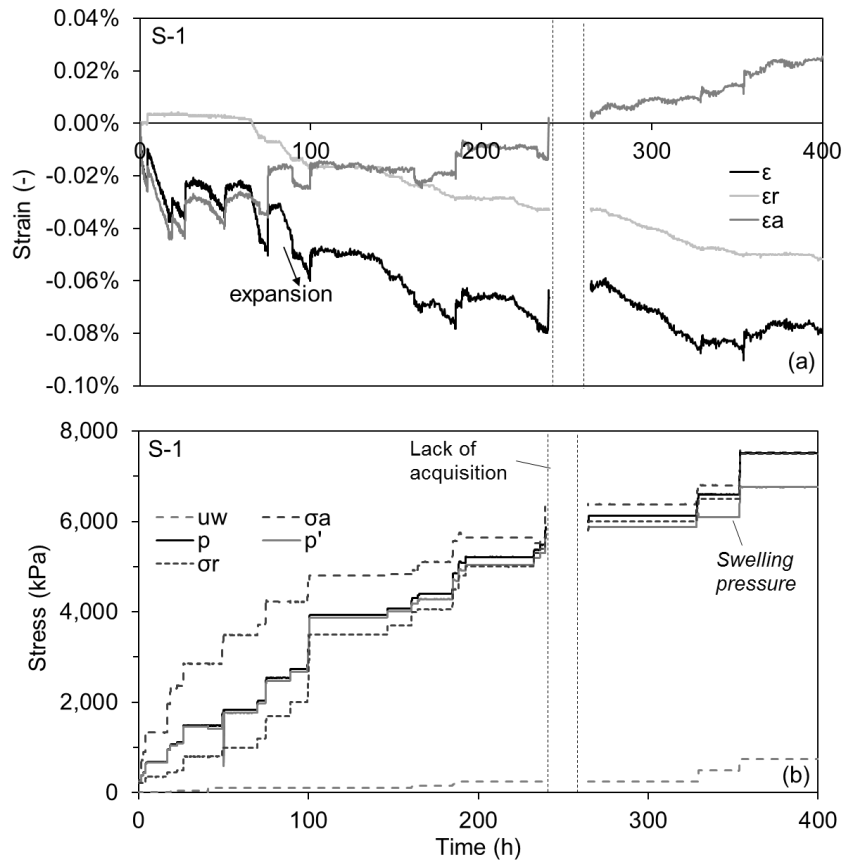 0.04%
S-1
0.02%
0.00%
0 100 200 300 400
-0.02%
-0.04%
-0.06%
-0.08%
-0.10%
Strain (-)
ε
εr
εa
expansion
(a)
8,000
S-1
6,000
4,000
2,000
0
Stress (kPa)
Lack of
acquisition
uw σa
p p'
σr
Swelling
pressure
(b)
0 100 200 300 400
Time (h)